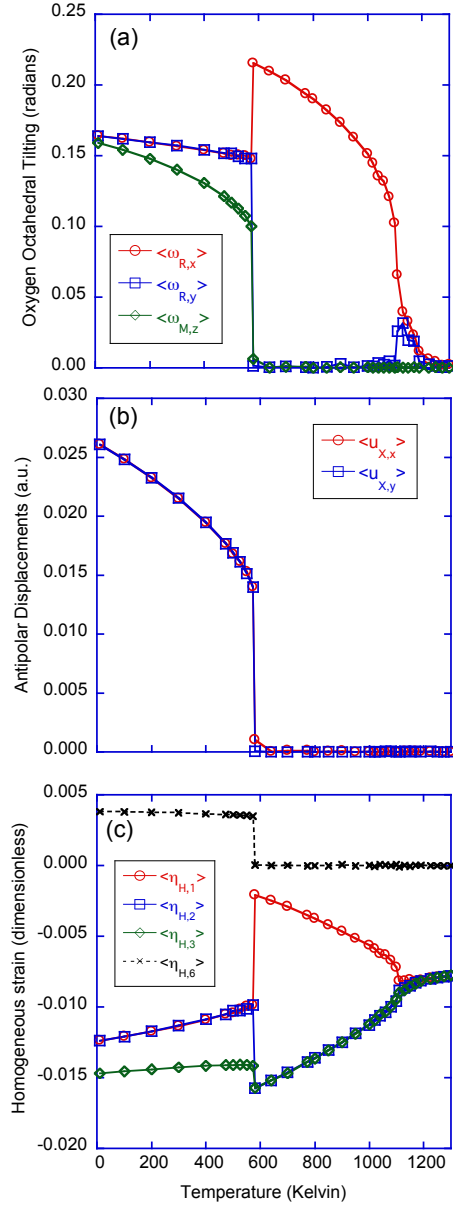 (a)
0.25
0.20
0.15
0.10
0.05
0.00
Oxygen Octahedral Tilting (radians)
<ω_R,x>
<ω_R,y>
<ω_M,z>
(b)
0.030
0.025
0.020
0.015
0.010
0.005
0.000
Antipolar Displacements (a.u.)
<u_X,x>
<u_X,y>
(c)
0.005
0.000
-0.005
-0.010
-0.015
-0.020
Homogeneous strain (dimensionless)
<η_H,1>
<η_H,2>
<η_H,3>
<η_H,6>
0 200 400 600 800 1000 1200
Temperature (Kelvin)